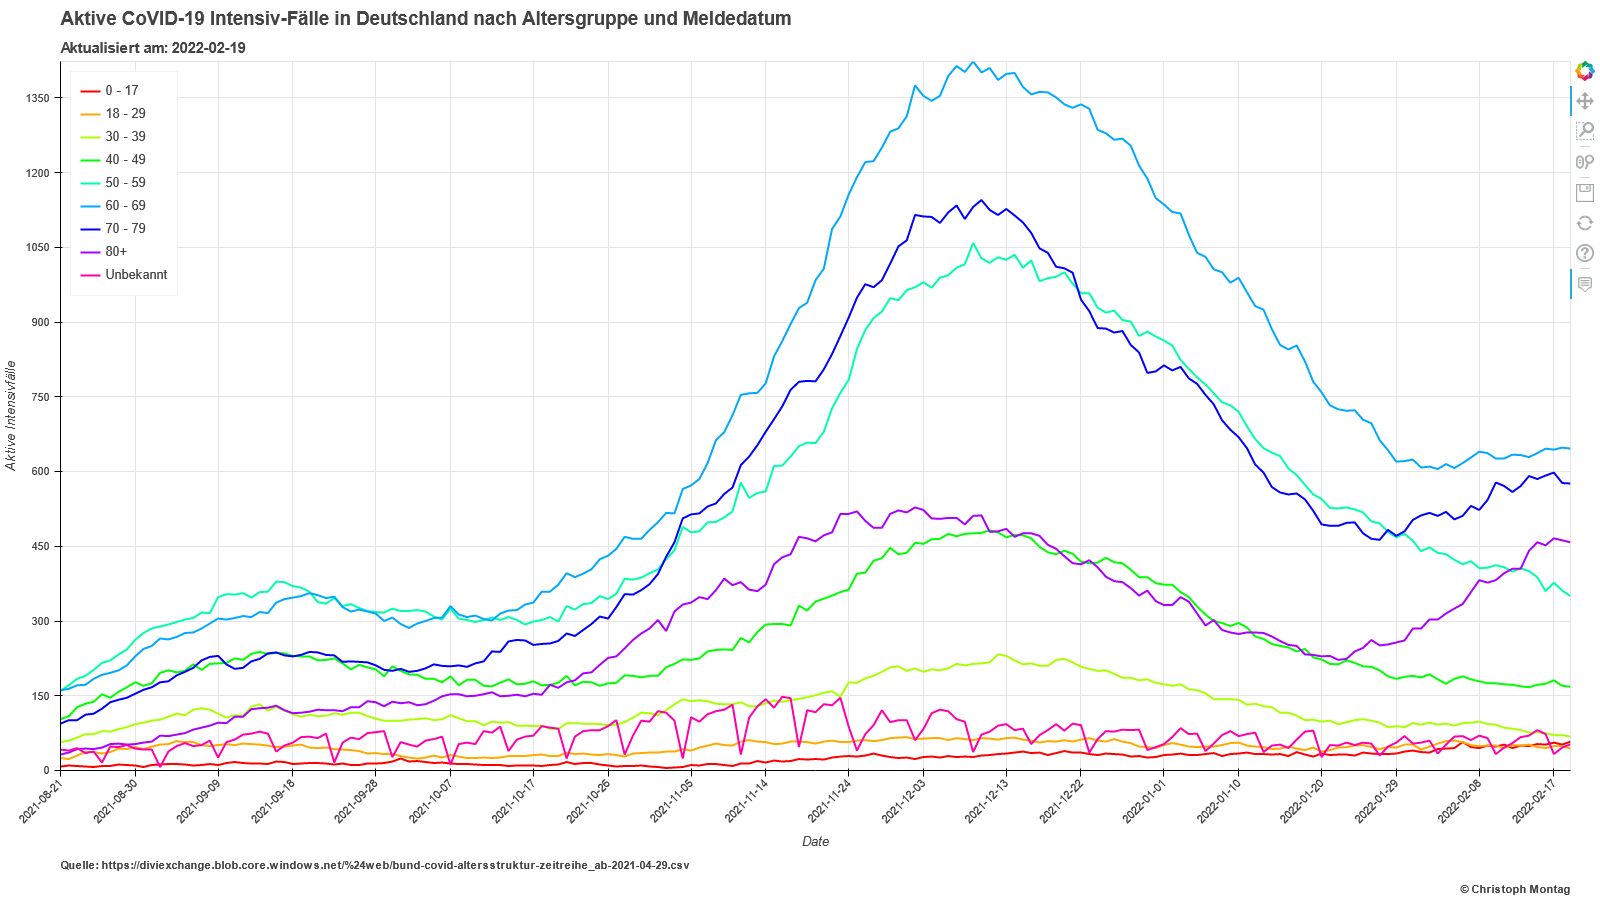 Aktive CoVID-19 Intensiv-Fälle in Deutschland nach Altersgruppe und Meldedatum
Aktualisiert am: 2022-02-19
0 - 17
18 - 29
30 - 39
40 - 49
50 - 59
60 - 69
70 - 79
80+
Unbekannt
1350
1200
1050
900
750
600
450
300
150
0
Aktive Intensivfälle
2021-08-21
2021-08-30
2021-09-09
2021-09-18
2021-09-28
2021-10-07
2021-10-17
2021-10-26
2021-11-05
2021-11-14
2021-11-24
2021-12-03
2021-12-13
2021-12-22
2022-01-01
2022-01-10
2022-01-20
2022-01-29
2022-02-08
2022-02-17
Date
Quelle: https://diviexchange.blob.core.windows.net/%24web/bund-covid-altersstruktur-zeitreihe_ab-2021-04-29.csv
© Christoph Montag